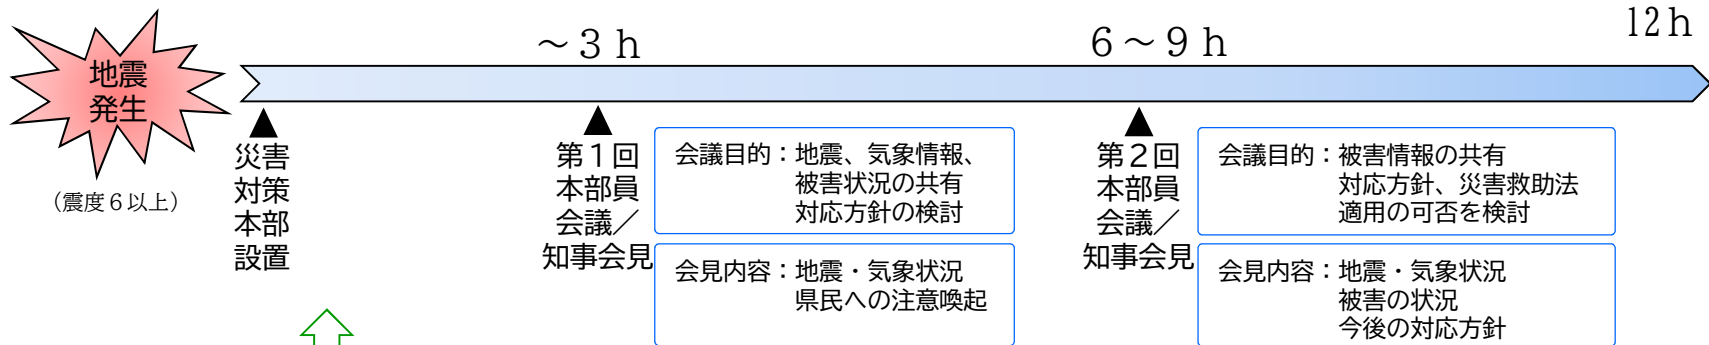 12h
～３ｈ
６～９ｈ
地震
発生
（震度６以上）
災害
対策
本部
設置
第１回
本部員
会議／
知事会見
会議目的：地震、気象情報、
被害状況の共有
対応方針の検討
会見内容：地震・気象状況
県民への注意喚起
第２回
本部員
会議／
知事会見
会議目的：被害情報の共有
対応方針、災害救助法
適用の可否を検討
会見内容：地震・気象状況
被害の状況
今後の対応方針